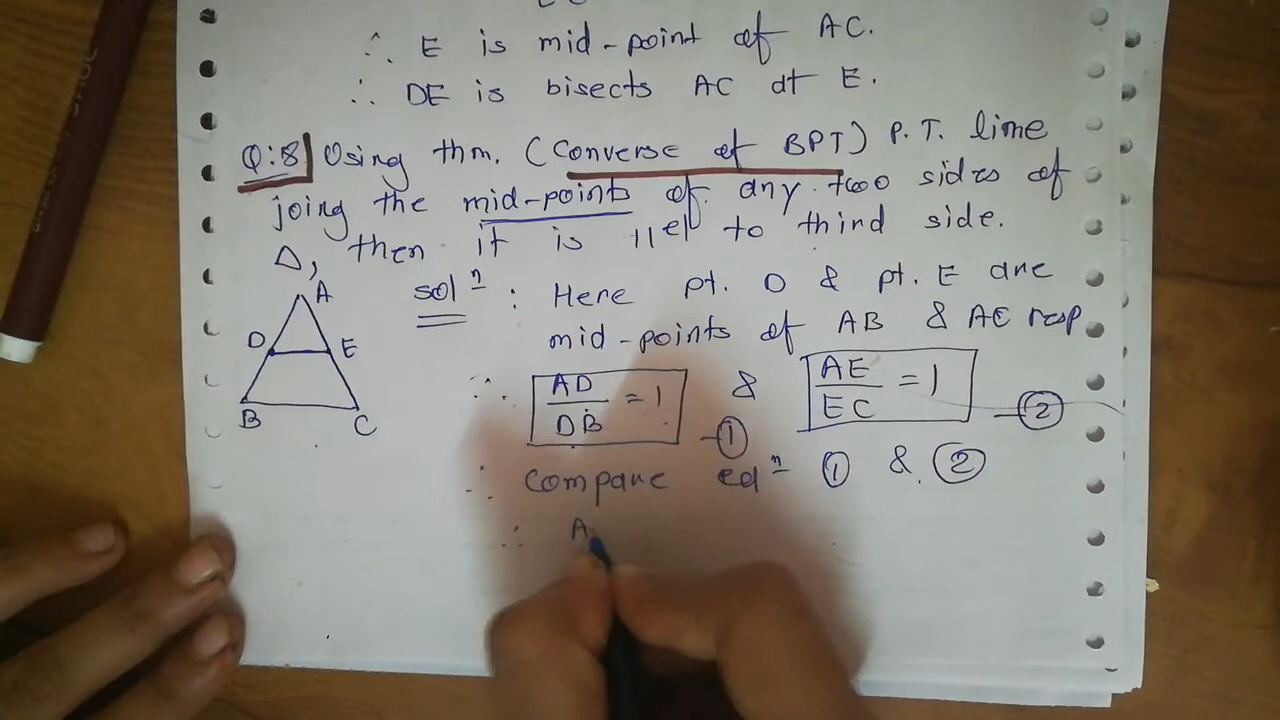 ∴ E is mid-point of AC.
∴ DE is bisects AC at E.
Q:8 Using thm. (Converse of BPT) P.T. line
joing the mid-points of any two sides of
Δ, then it is ||el to third side.
A
D E
B C
solⁿ : Here pt. D & pt. E are
mid-points of AB & AC resp
∴ AD/DB = 1 - ① & AE/EC = 1 - ②
∴ Compare eqⁿ ① & ②
∴ A